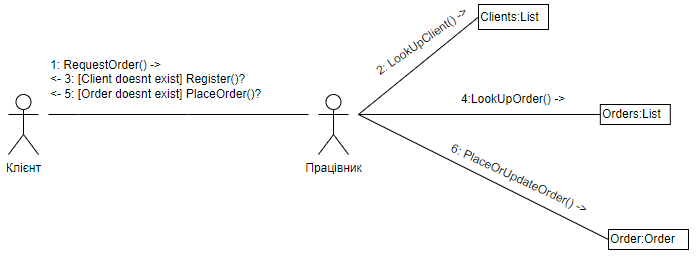 Clients:List
2: LookUpClient() ->
1: RequestOrder() ->
<- 3: [Client doesnt exist] Register()?
<- 5: [Order doesnt exist] PlaceOrder()?
4:LookUpOrder() ->
Orders:List
Клієнт
Працівник
6: PlaceOrUpdateOrder() ->
Order:Order